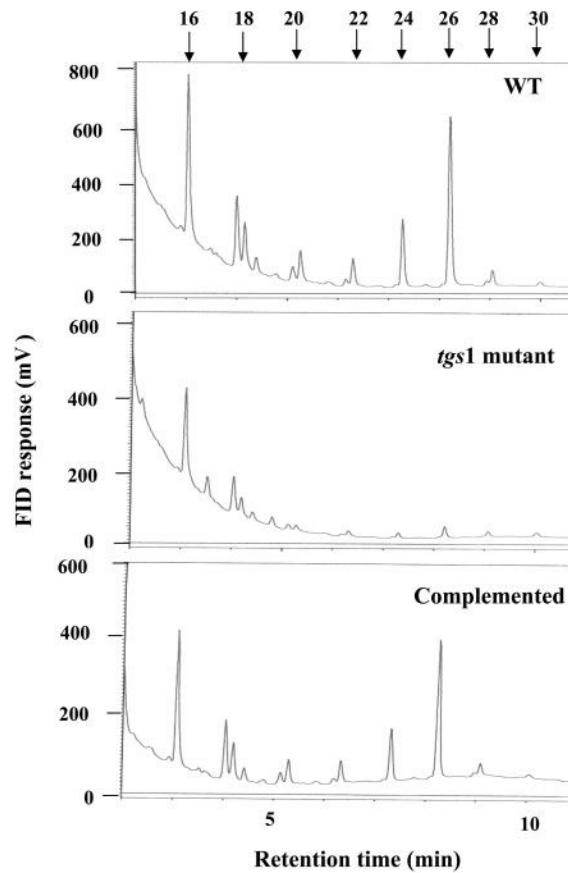 16 18 20 22 24 26 28 30
WT
800
600
400
200
0
tgs1 mutant
600
400
200
0
FID response (mV)
Complemented
600
400
200
0
5 10
Retention time (min)